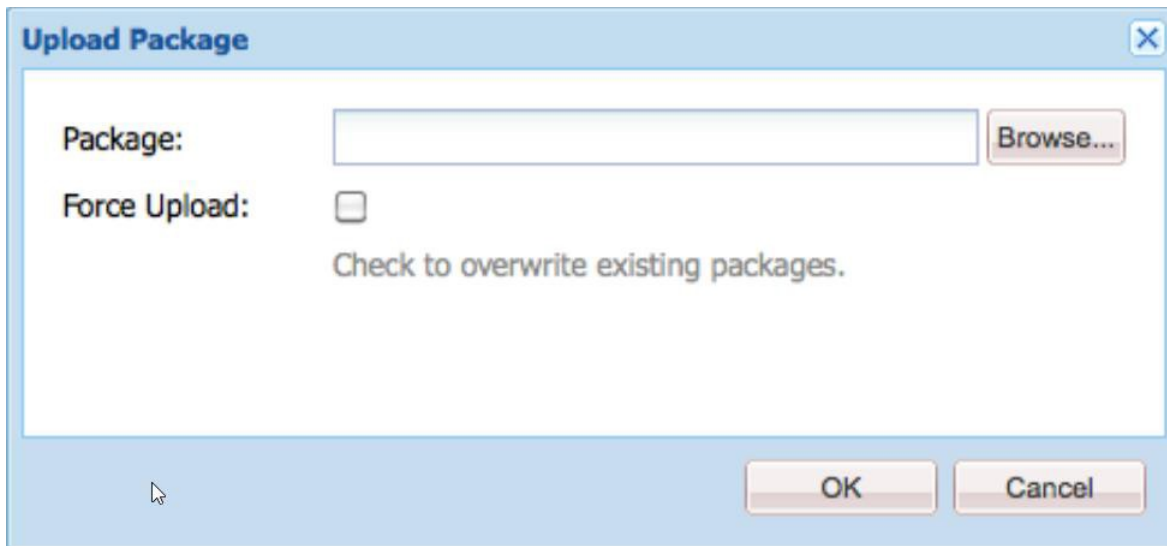 Upload Package
Package:
Browse...
Force Upload:
Check to overwrite existing packages.
OK
Cancel